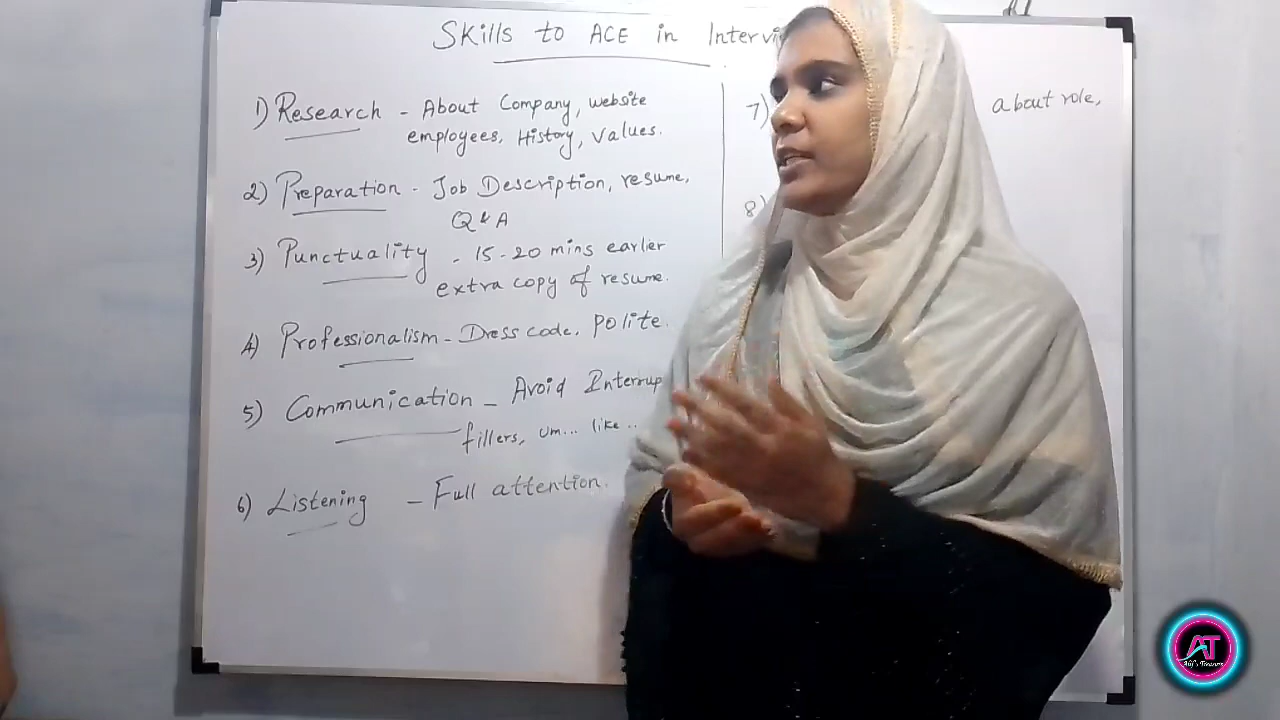 Skills to ACE in Intervi
1) Research - About Company, website
employees, History, values.
2) Preparation - Job Description, resume,
Q & A
3) Punctuality - 15-20 mins earlier
extra copy of resume.
4) Professionalism - Dress code, polite.
5) Communication - Avoid Interrup
fillers, um... like ..
6) Listening - Full attention.
7) about role,
8)
AT